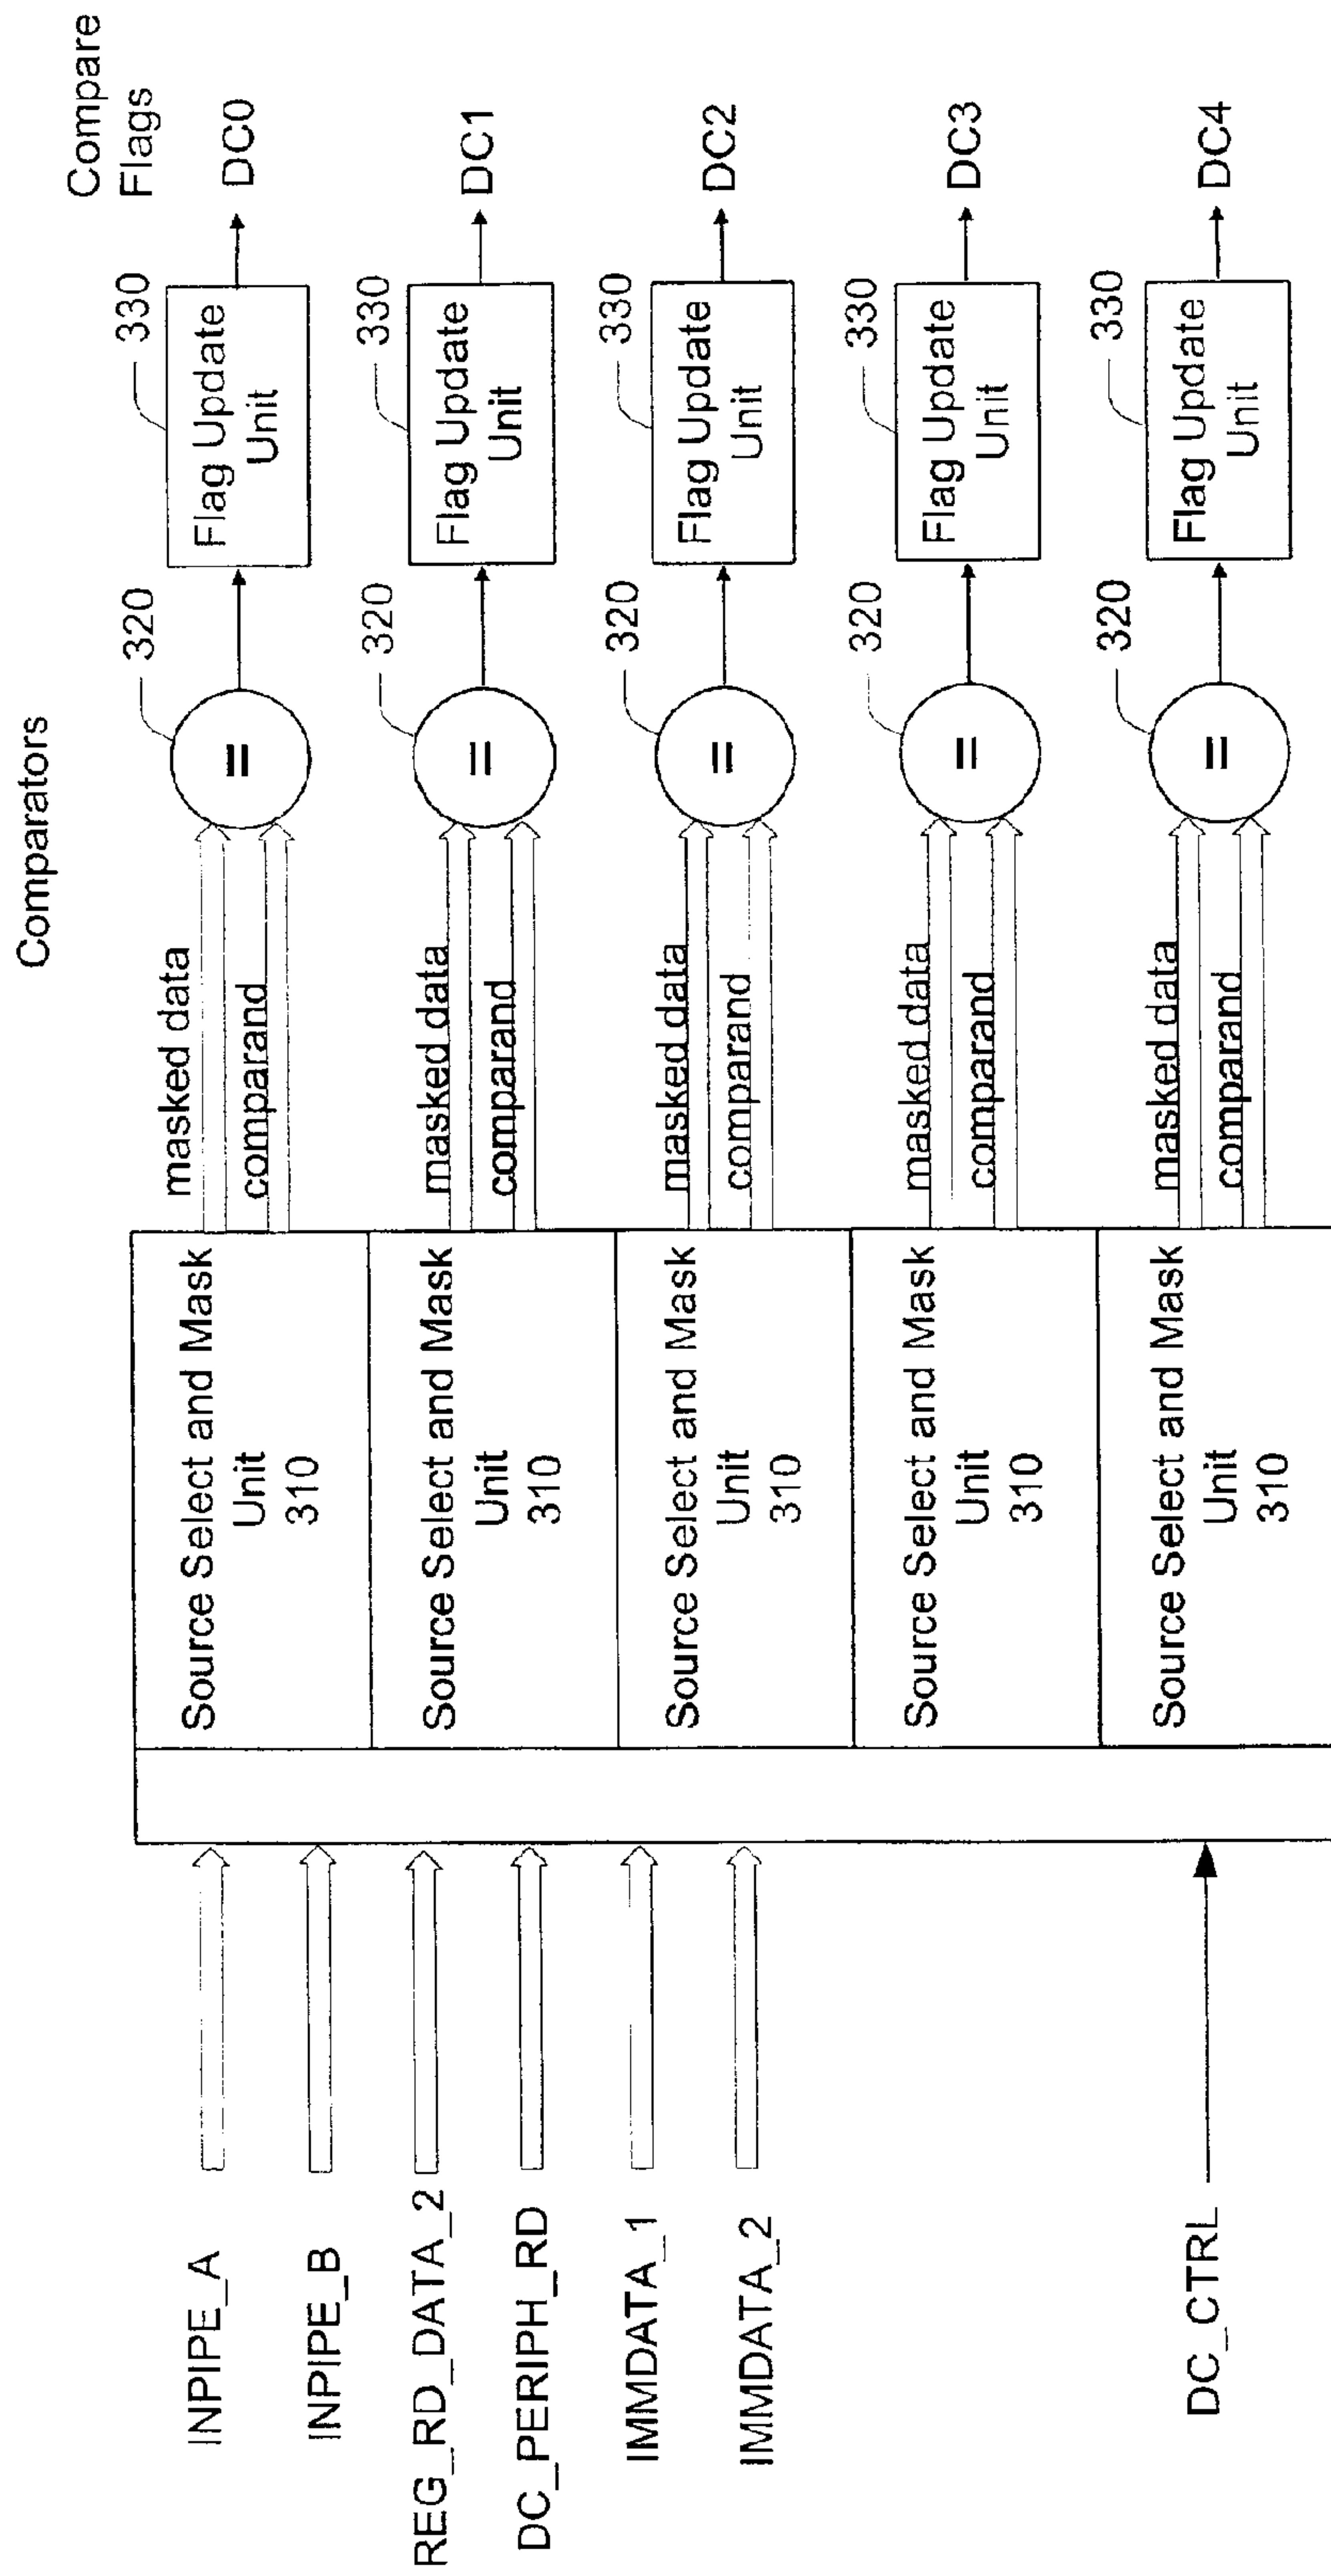 Comparators
Compare
Flags
INPIPE_A
INPIPE_B
REG_RD_DATA_2
DC_PERIPH_RD
IMMDATA_1
IMMDATA_2
DC_CTRL
Source Select and Mask
Unit
310
masked data
comparand
320
=
330
Flag Update
Unit
DC0
Source Select and Mask
Unit
310
masked data
comparand
320
=
330
Flag Update
Unit
DC1
Source Select and Mask
Unit
310
masked data
comparand
320
=
330
Flag Update
Unit
DC2
Source Select and Mask
Unit
310
masked data
comparand
320
=
330
Flag Update
Unit
DC3
Source Select and Mask
Unit
310
masked data
comparand
320
=
330
Flag Update
Unit
DC4